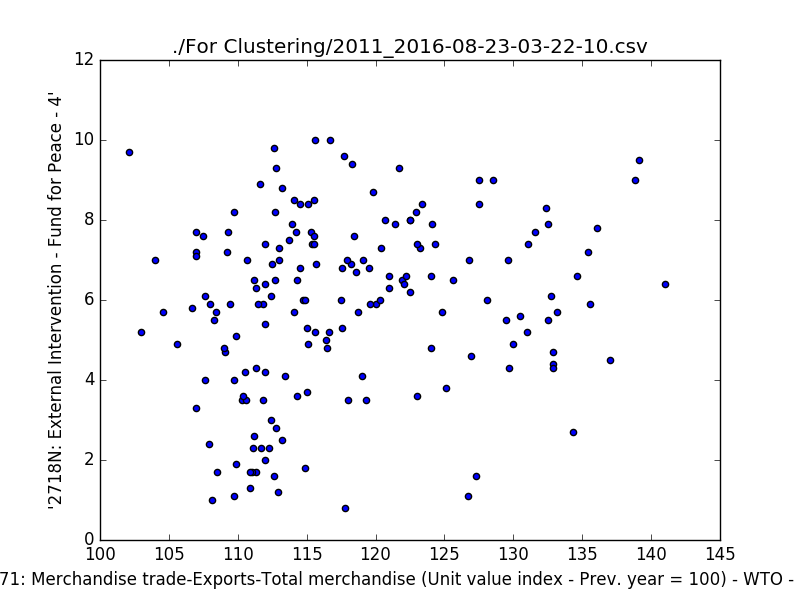 ./For Clustering/2011_2016-08-23-03-22-10.csv
'2718N: External Intervention - Fund for Peace - 4'
12
10
8
6
4
2
0
100 105 110 115 120 125 130 135 140 145
71: Merchandise trade-Exports-Total merchandise (Unit value index - Prev. year = 100) - WTO -